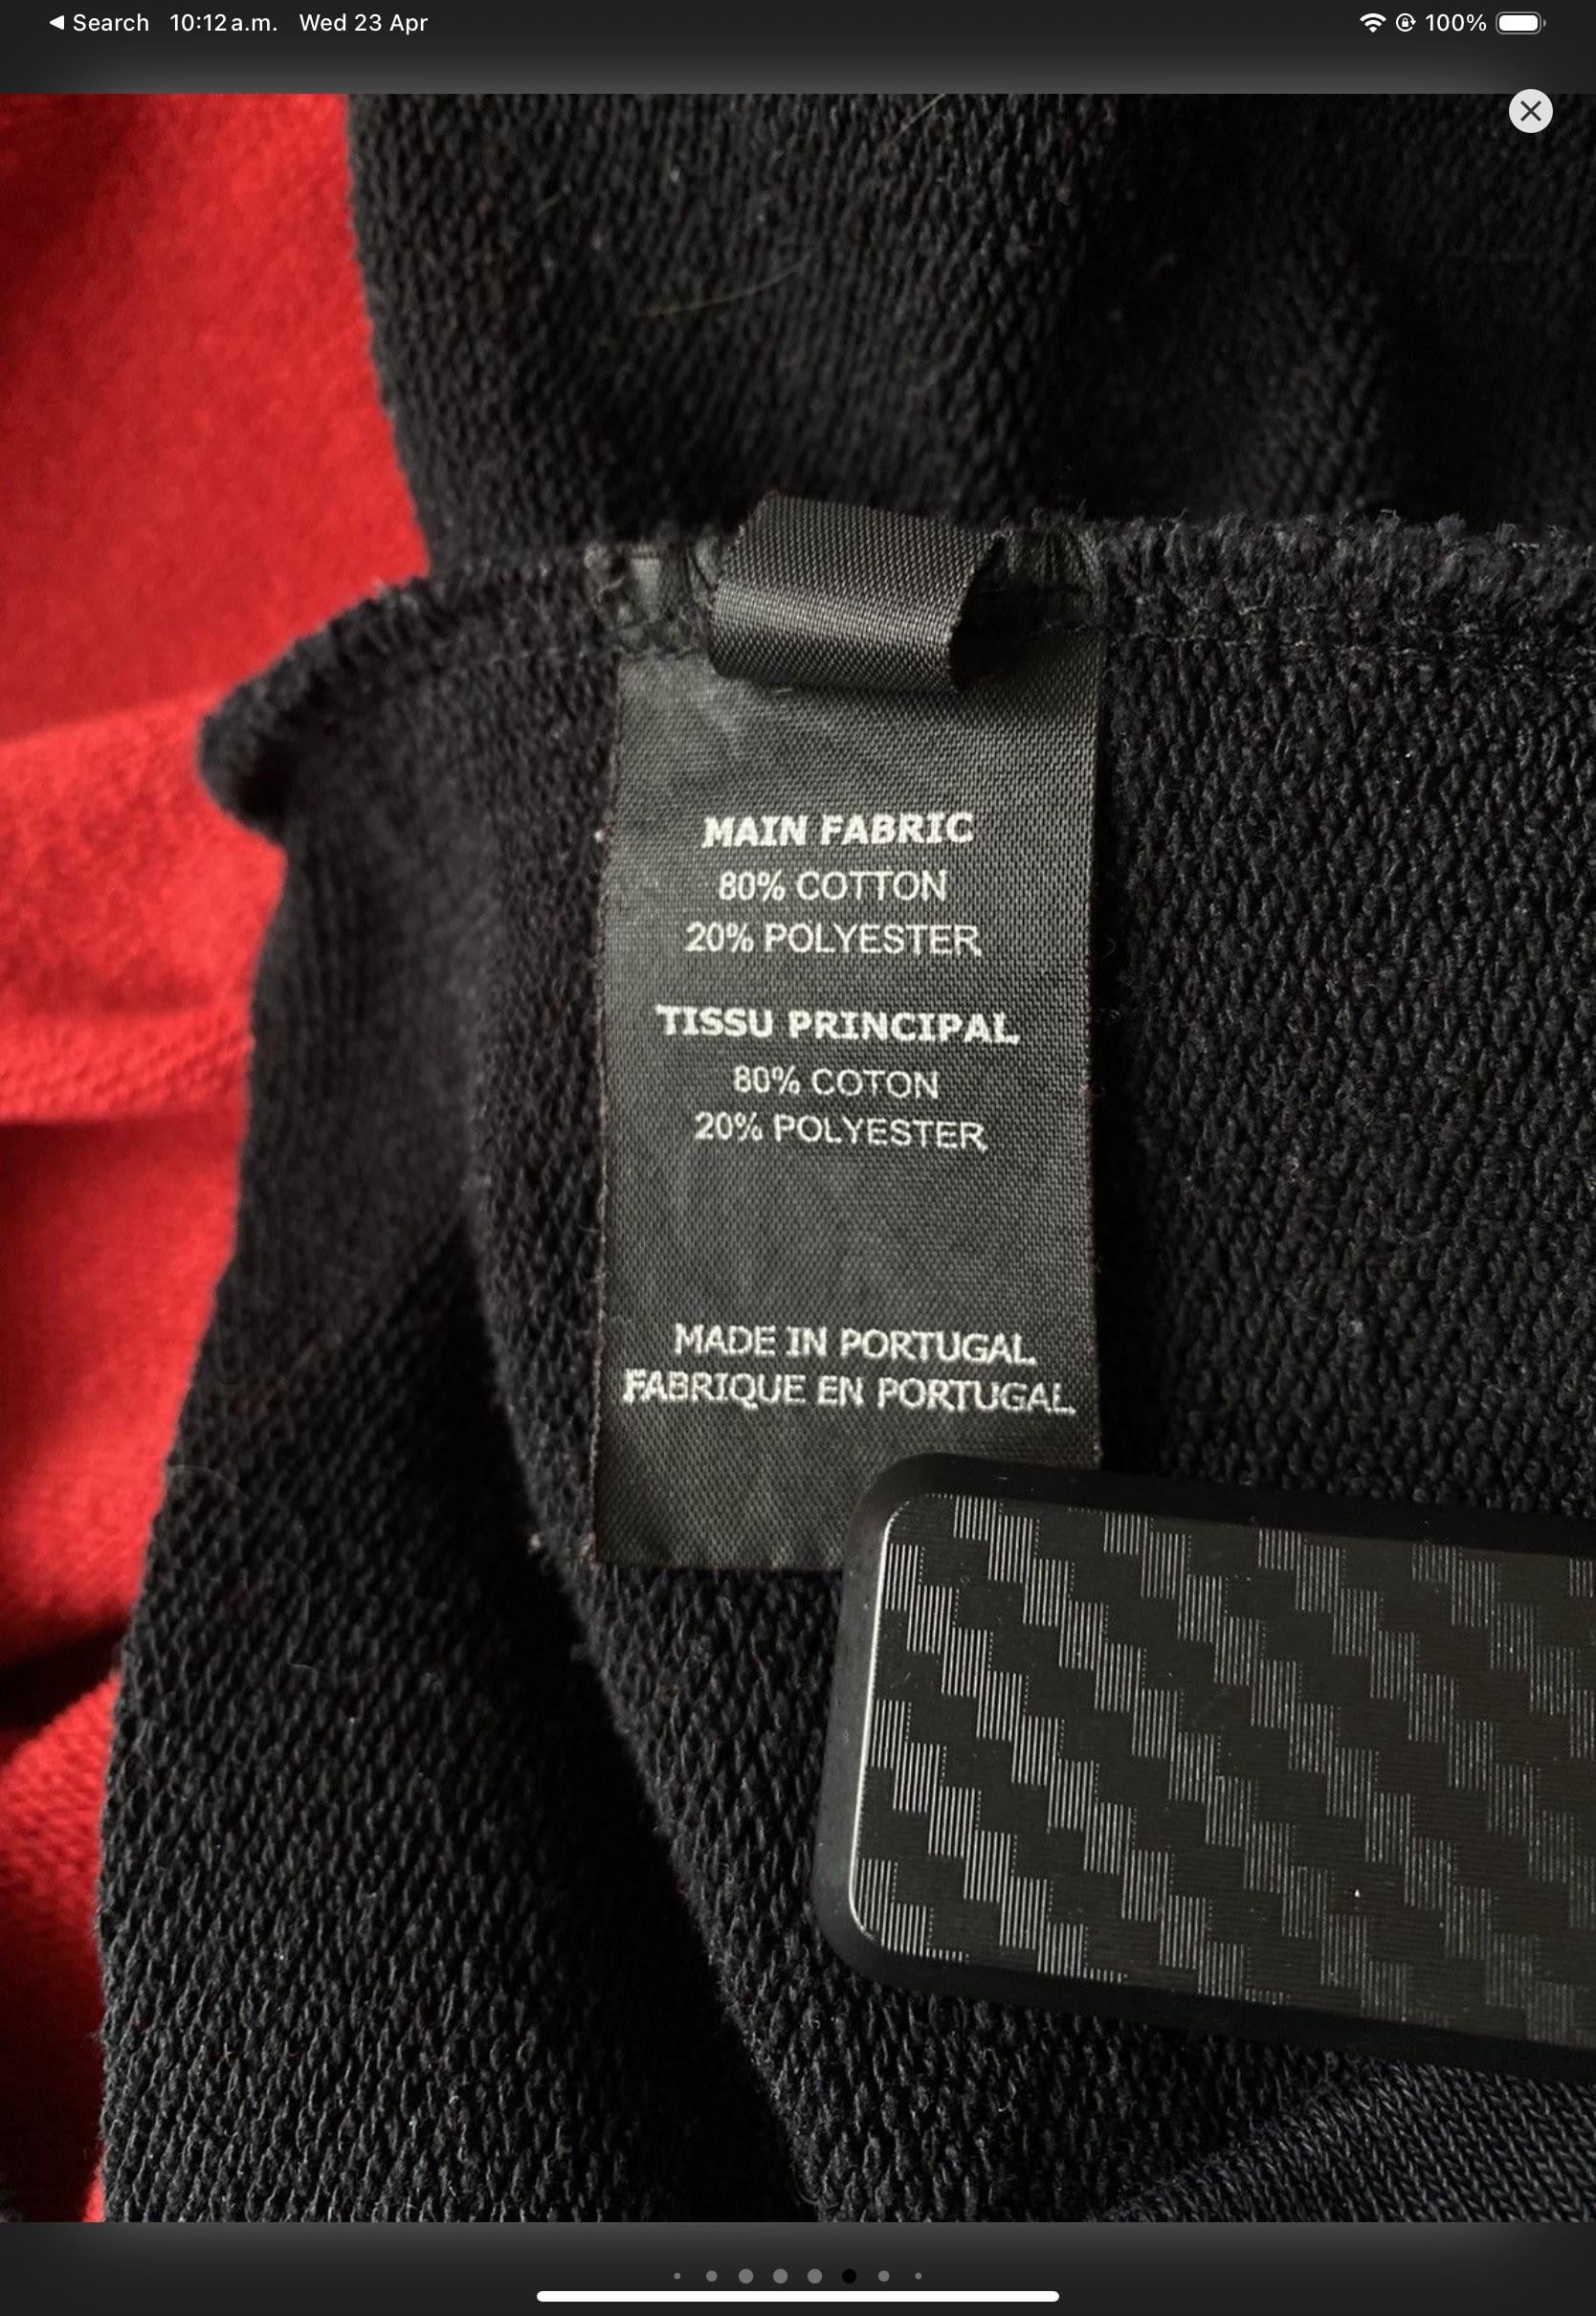 Search 10:12 a.m. Wed 23 Apr 100%
MAIN FABRIC
80% COTTON
20% POLYESTER
TISSU PRINCIPAL
80% COTON
20% POLYESTER
MADE IN PORTUGAL
FABRIQUE EN PORTUGAL